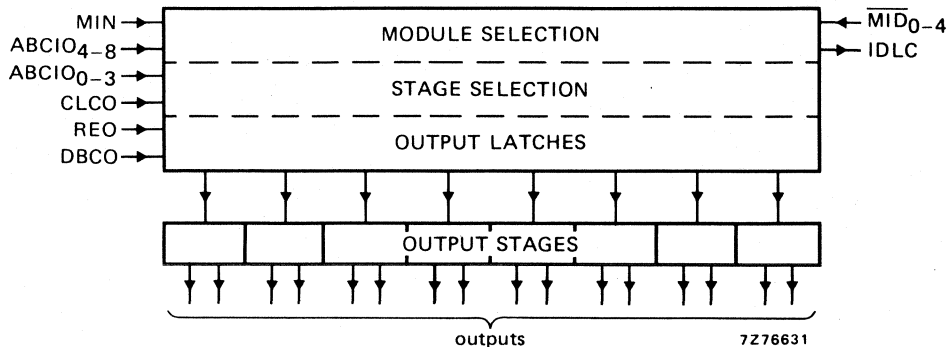 MIN
ABCIO4–8
ABCIO0–3
CLCO
REO
DBCO
MODULE SELECTION
STAGE SELECTION
OUTPUT LATCHES
MID0–4
IDLC
OUTPUT STAGES
outputs
7Z76631